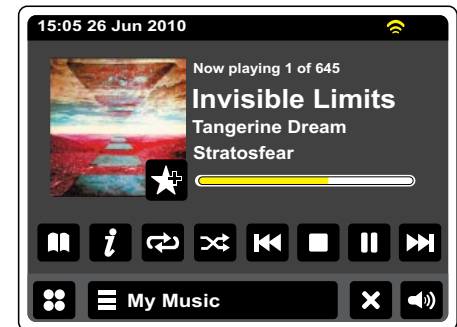 15:05 26 Jun 2010
Now playing 1 of 645
Invisible Limits
Tangerine Dream
Stratosfear
i
My Music